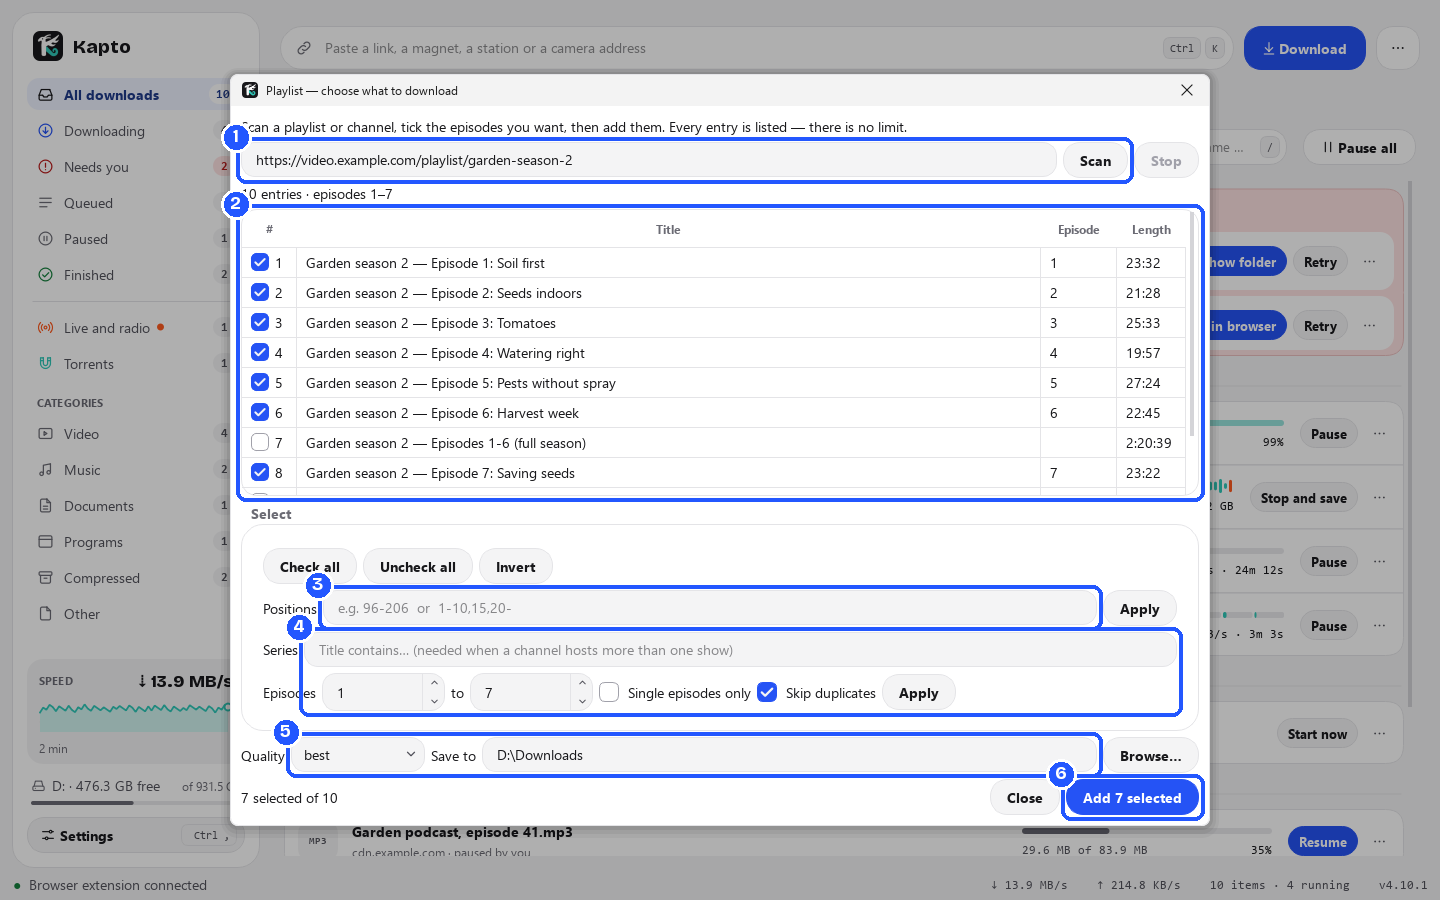 Kapto
Paste a link, a magnet, a station or a camera address
Ctrl K
Download
All downloads 10
Downloading
Needs you 2
Queued
Paused 1
Finished 2
Live and radio 1
Torrents 1
CATEGORIES
Video 4
Music 2
Documents 1
Programs 1
Compressed 2
Other
SPEED 13.9 MB/s
2 min
D: · 476.3 GB free of 931.5
Settings Ctrl ,
Browser extension connected
/
Pause all
Playlist — choose what to download
Scan a playlist or channel, tick the episodes you want, then add them. Every entry is listed — there is no limit.
1
https://video.example.com/playlist/garden-season-2
Scan
Stop
10 entries · episodes 1–7
2
# Title Episode Length
1 Garden season 2 — Episode 1: Soil first 1 23:32
2 Garden season 2 — Episode 2: Seeds indoors 2 21:28
3 Garden season 2 — Episode 3: Tomatoes 3 25:33
4 Garden season 2 — Episode 4: Watering right 4 19:57
5 Garden season 2 — Episode 5: Pests without spray 5 27:24
6 Garden season 2 — Episode 6: Harvest week 6 22:45
7 Garden season 2 — Episodes 1-6 (full season) 2:20:39
8 Garden season 2 — Episode 7: Saving seeds 7 23:22
Select
Check all
Uncheck all
Invert
3
Positions e.g. 96-206 or 1-10,15,20-
Apply
4
Series Title contains... (needed when a channel hosts more than one show)
Episodes 1 to 7 Single episodes only Skip duplicates Apply
5
Quality best Save to D:\Downloads
Browse...
6
7 selected of 10
Close
Add 7 selected
folder
Retry
in browser
Retry
99%
Pause
2 GB
Stop and save
· 24m 12s
Pause
· 3m 3s
Pause
Start now
MP3
Garden podcast, episode 41.mp3
cdn.example.com · paused by you
29.6 MB of 83.9 MB 35%
Resume
↓ 13.9 MB/s ↑ 214.8 KB/s 10 items · 4 running v4.10.1